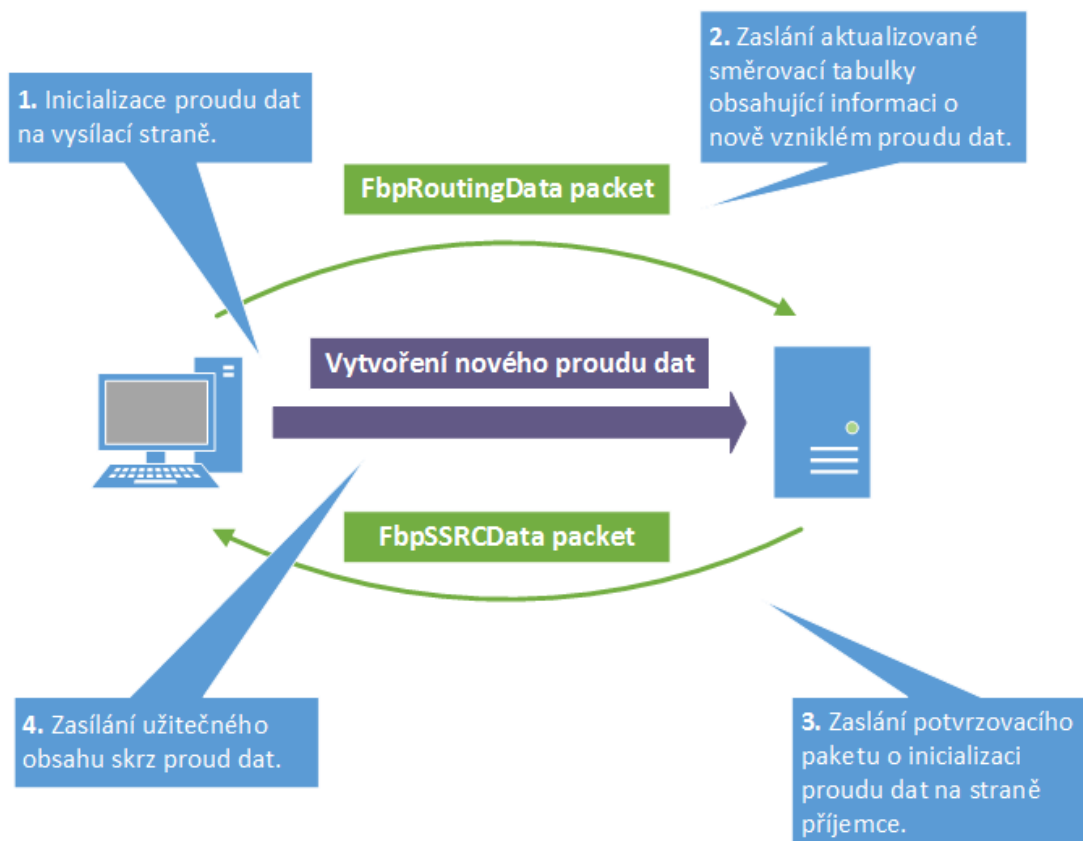 1. Inicializace proudu dat
na vysílací straně.
2. Zaslání aktualizované
směrovací tabulky
obsahující informaci o
nově vzniklém proudu dat.
FbpRoutingData packet
Vytvoření nového proudu dat
FbpSSRCData packet
4. Zasílání užitečného
obsahu skrz proud dat.
3. Zaslání potvrzovacího
paketu o inicializaci
proudu dat na straně
příjemce.